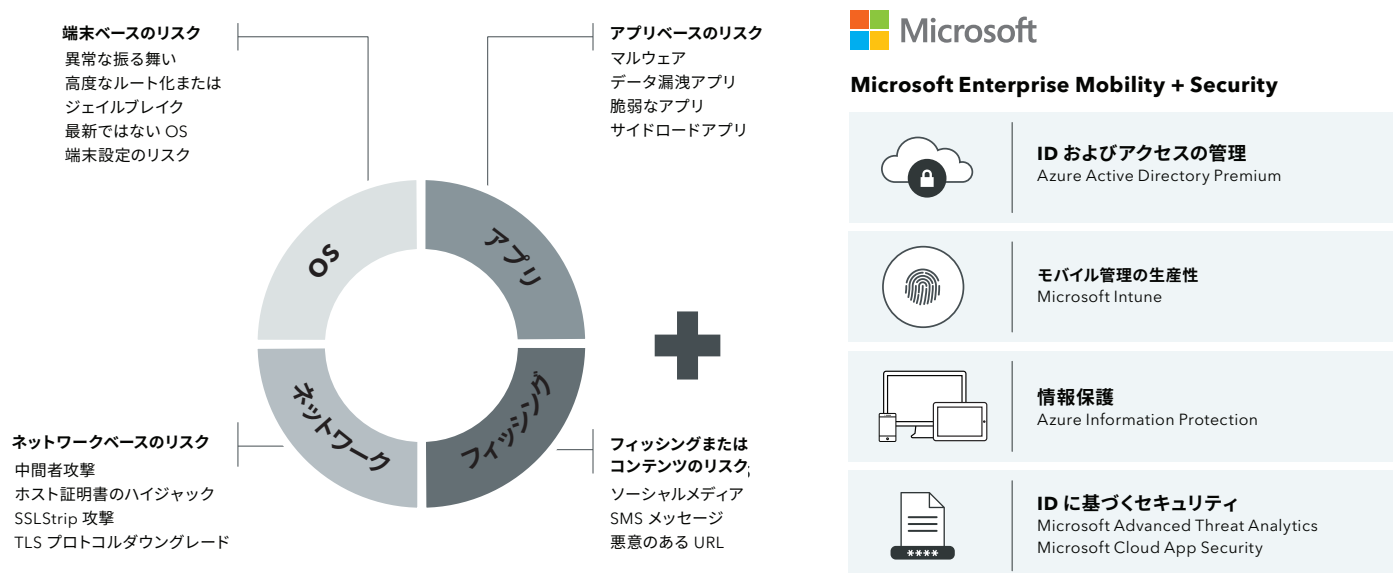 端末ベースのリスク
異常な振る舞い
高度なルート化または
ジェイルブレイク
最新ではない OS
端末設定のリスク
アプリベースのリスク
マルウェア
データ漏洩アプリ
脆弱なアプリ
サイドロードアプリ
OS
アプリ
ネットワーク
フィッシング
ネットワークベースのリスク
中間者攻撃
ホスト証明書のハイジャック
SSLStrip 攻撃
TLS プロトコルダウングレード
フィッシングまたは
コンテンツのリスク;
ソーシャルメディア
SMS メッセージ
悪意のある URL
Microsoft
Microsoft Enterprise Mobility + Security
ID およびアクセスの管理
Azure Active Directory Premium
モバイル管理の生産性
Microsoft Intune
情報保護
Azure Information Protection
****
ID に基づくセキュリティ
Microsoft Advanced Threat Analytics
Microsoft Cloud App Security